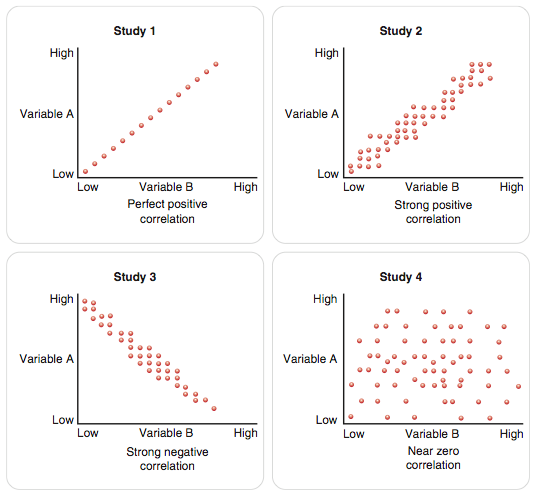 Study 1
High
Variable A
Low
Low Variable B High
Perfect positive
correlation
Study 2
High
Variable A
Low
Low Variable B High
Strong positive
correlation
Study 3
High
Variable A
Low
Low Variable B High
Strong negative
correlation
Study 4
High
Variable A
Low
Low Variable B High
Near zero
correlation